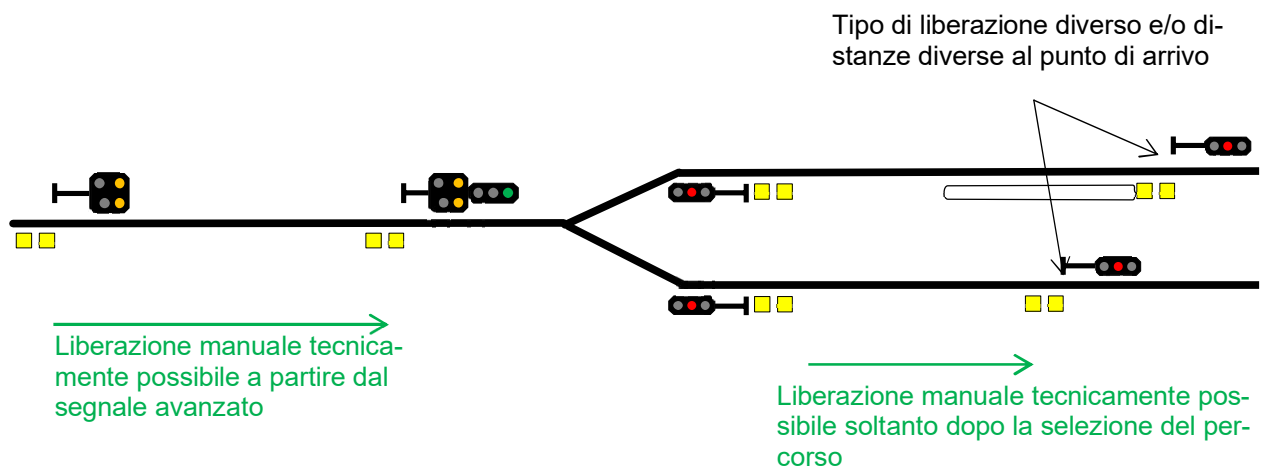 Tipo di liberazione diverso e/o di-
stanze diverse al punto di arrivo
Liberazione manuale tecnica-
mente possibile a partire dal
segnale avanzato
Liberazione manuale tecnicamente pos-
sibile soltanto dopo la selezione del per-
corso